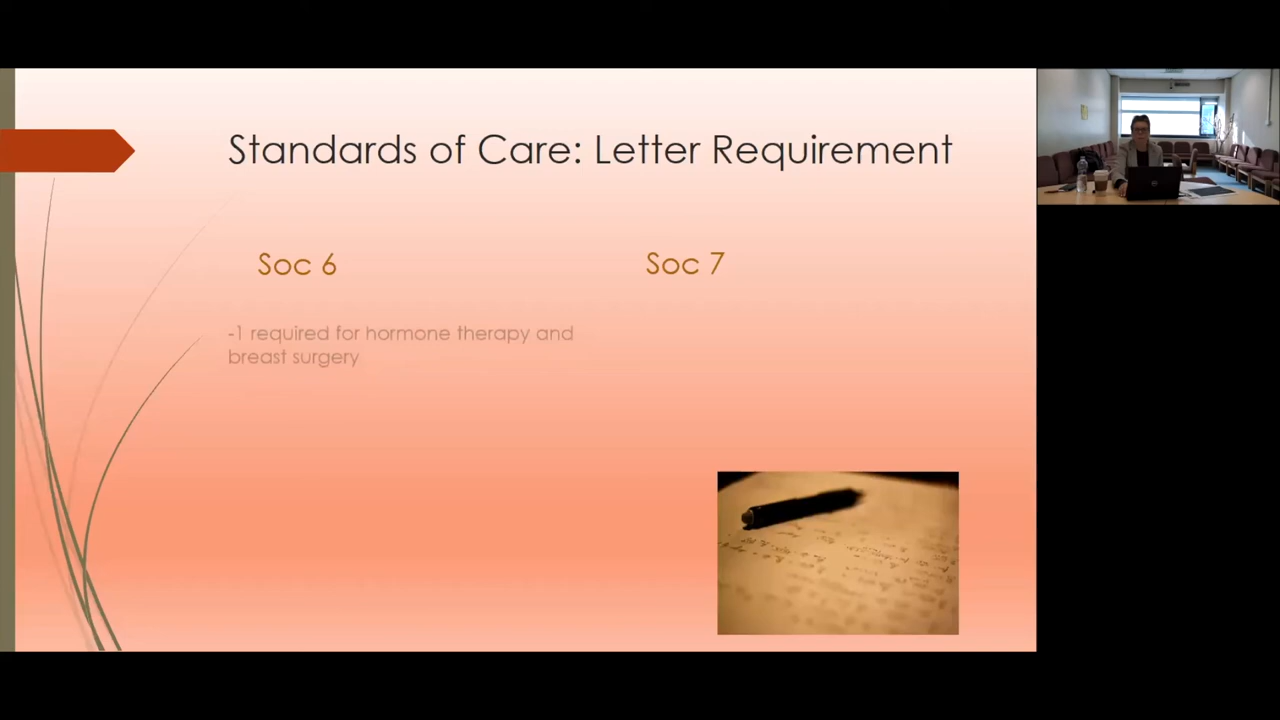 Standards of Care: Letter Requirement
Soc 6
Soc 7
-1 required for hormone therapy and
breast surgery